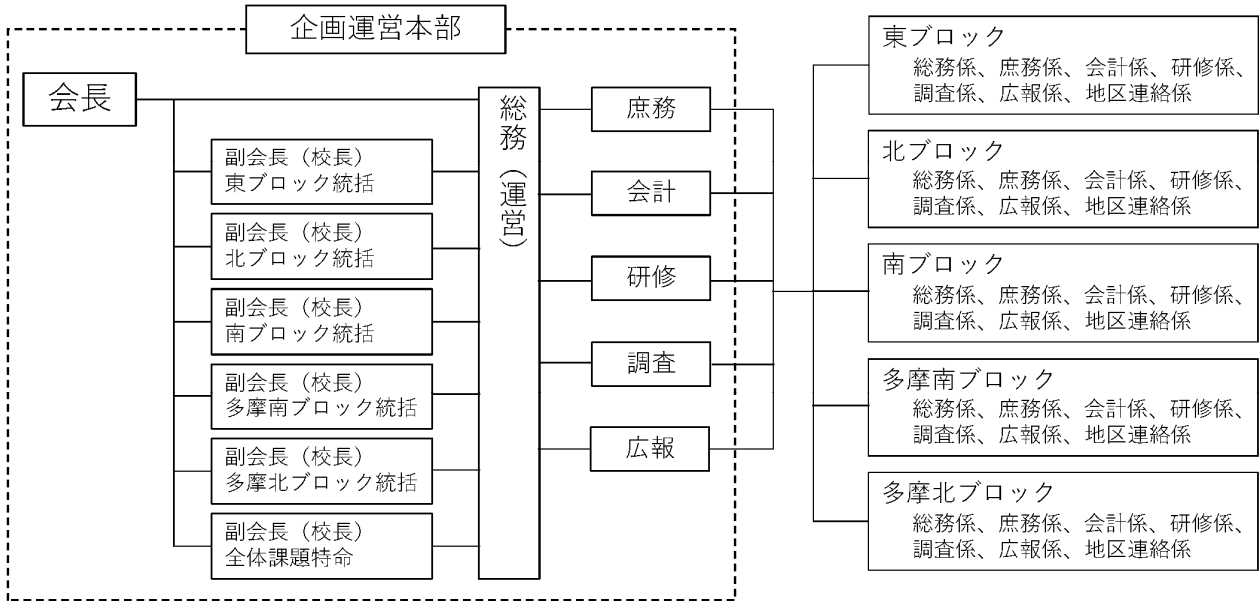 企画運営本部
会長
副会長（校長）
東ブロック統括
副会長（校長）
北ブロック統括
副会長（校長）
南ブロック統括
副会長（校長）
多摩南ブロック統括
副会長（校長）
多摩北ブロック統括
副会長（校長）
全体課題特命
総務（運営）
庶務
会計
研修
調査
広報
東ブロック
総務係、庶務係、会計係、研修係、
調査係、広報係、地区連絡係
北ブロック
総務係、庶務係、会計係、研修係、
調査係、広報係、地区連絡係
南ブロック
総務係、庶務係、会計係、研修係、
調査係、広報係、地区連絡係
多摩南ブロック
総務係、庶務係、会計係、研修係、
調査係、広報係、地区連絡係
多摩北ブロック
総務係、庶務係、会計係、研修係、
調査係、広報係、地区連絡係